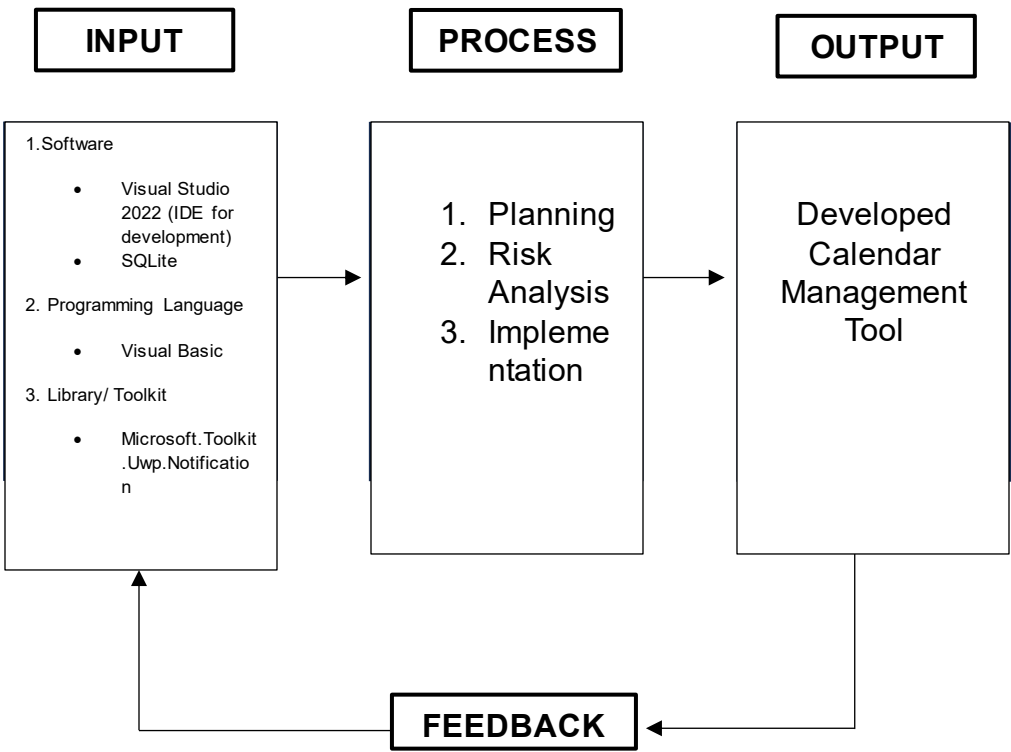 INPUT
PROCESS
OUTPUT
1.Software
• Visual Studio
2022 (IDE for
development)
• SQLite
2. Programming Language
• Visual Basic
3. Library/ Toolkit
• Microsoft.Toolkit
.Uwp.Notificatio
n
1. Planning
2. Risk
Analysis
3. Impleme
ntation
Developed
Calendar
Management
Tool
FEEDBACK